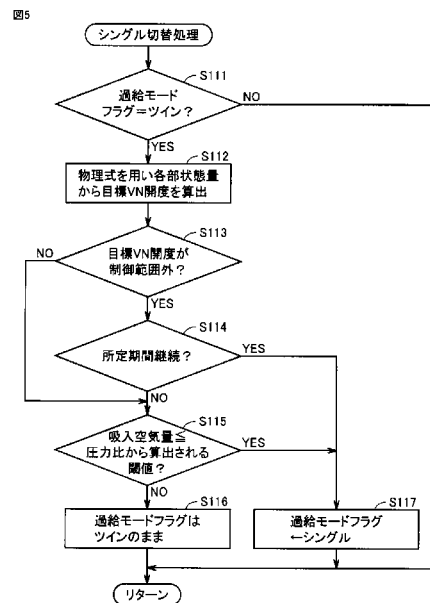 図5
シングル切替処理
S111
過給モード
フラグ=ツイン?
NO
YES
S112
物理式を用い各部状態量
から目標VN開度を算出
S113
目標VN開度が
制御範囲外?
NO
YES
S114
所定期間継続?
YES
NO
S115
吸入空気量≦
圧力比から算出される
閾値?
YES
NO
S116
過給モードフラグは
ツインのまま
S117
過給モードフラグ
←シングル
リターン